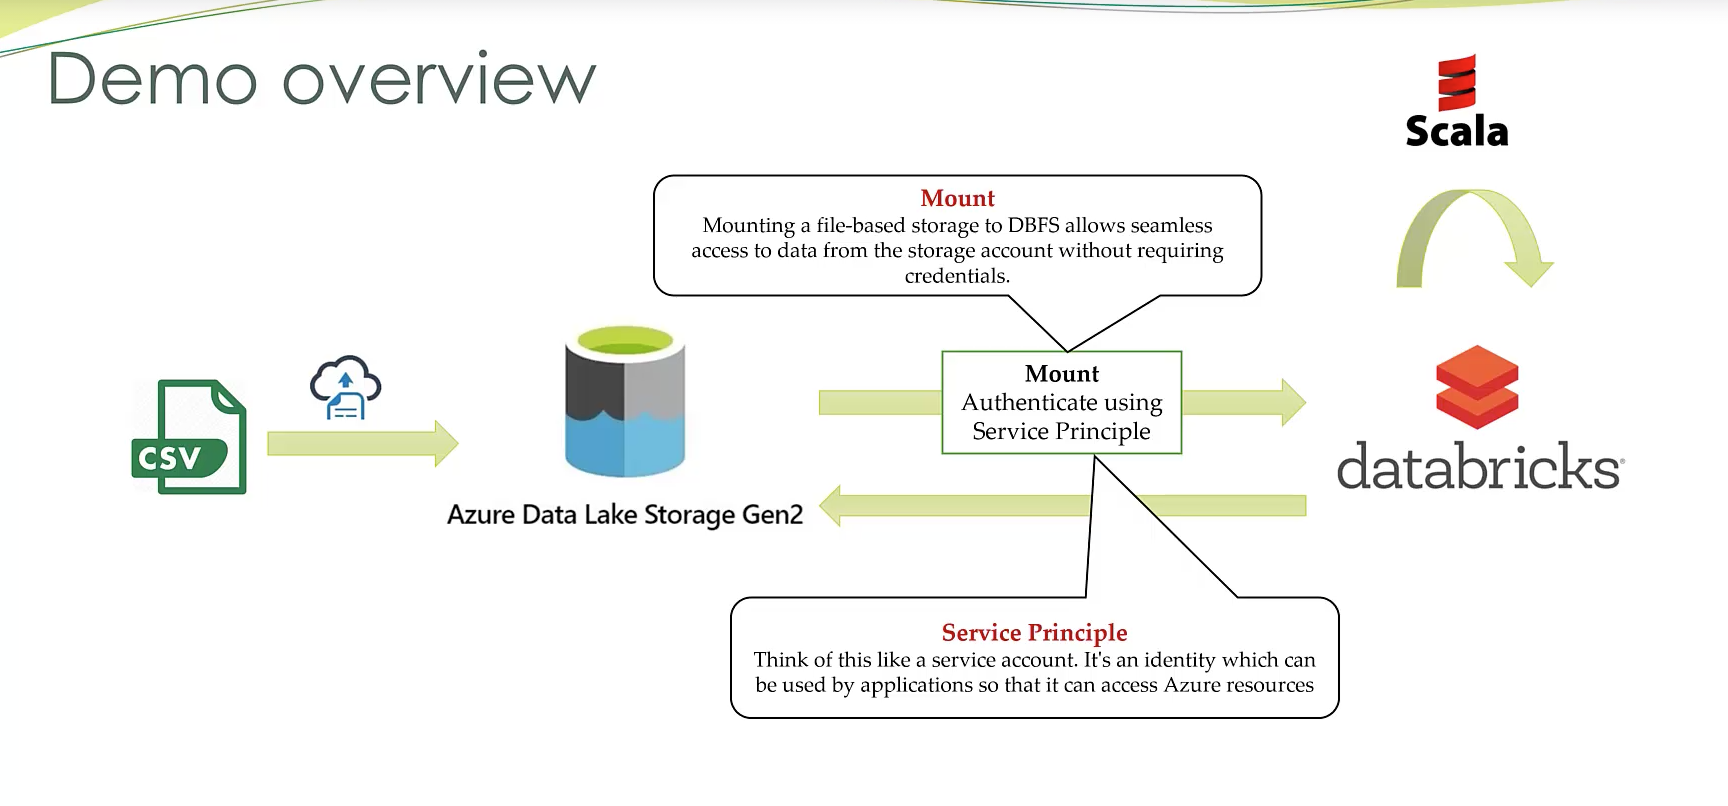 Demo overview
Scala
Mount
Mounting a file-based storage to DBFS allows seamless
access to data from the storage account without requiring
credentials.
Mount
Authenticate using
Service Principle
CSV
databricks
Azure Data Lake Storage Gen2
Service Principle
Think of this like a service account. It's an identity which can
be used by applications so that it can access Azure resources